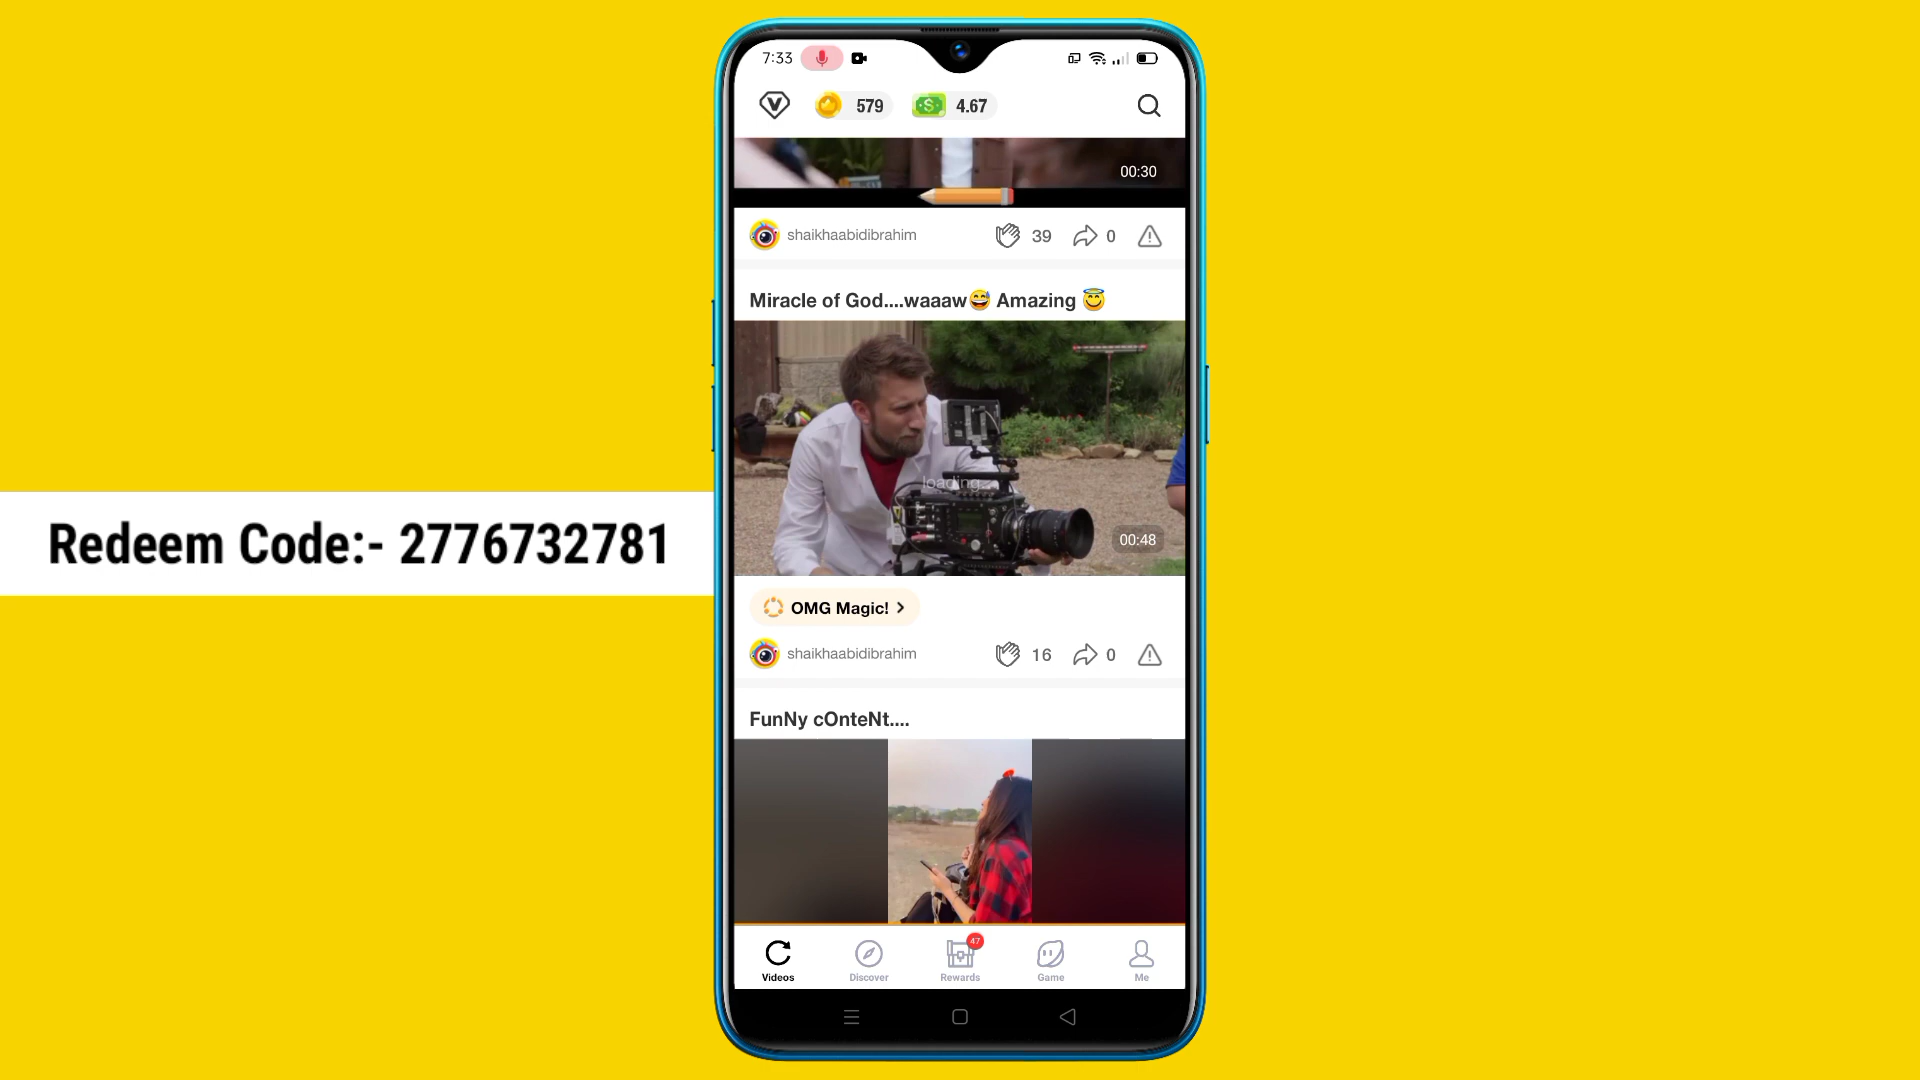 7:33
579
4.67
00:30
shaikhaabidibrahim
39
0
Miracle of God....waaaw😅 Amazing 😇
loading...
00:48
OMG Magic! >
shaikhaabidibrahim
16
0
FunNy cOnteNt....
Videos
Discover
47
Rewards
Game
Me
Redeem Code:- 2776732781